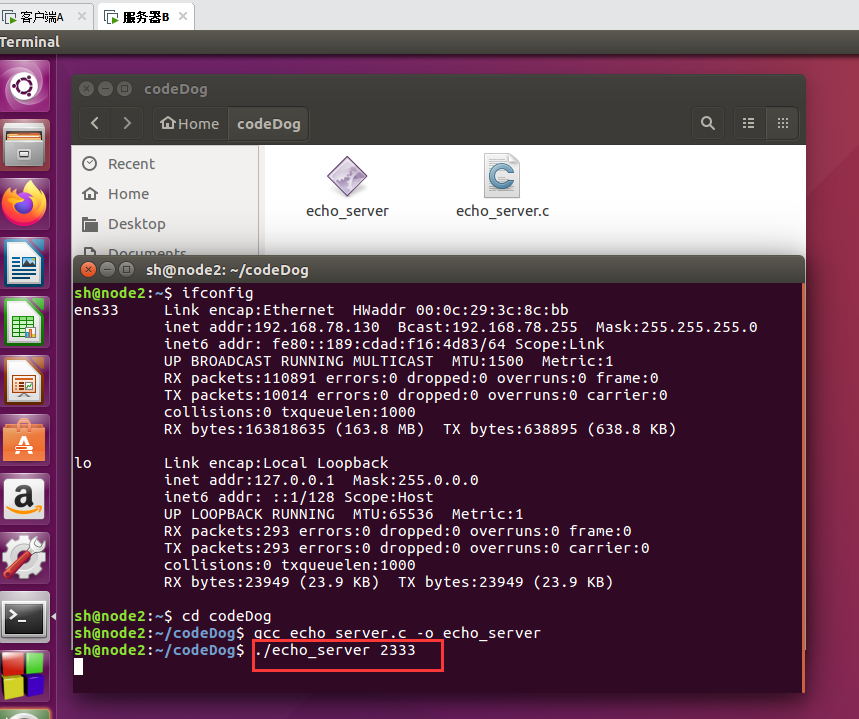 客户端A
服务器B
Terminal
codeDog
Home
codeDog
Recent
Home
Desktop
Documents
echo_server
echo_server.c
sh@node2: ~/codeDog
sh@node2:~$ ifconfig
ens33 Link encap:Ethernet HWaddr 00:0c:29:3c:8c:bb
inet addr:192.168.78.130 Bcast:192.168.78.255 Mask:255.255.255.0
inet6 addr: fe80::189:cdad:f16:4d83/64 Scope:Link
UP BROADCAST RUNNING MULTICAST MTU:1500 Metric:1
RX packets:110891 errors:0 dropped:0 overruns:0 frame:0
TX packets:10014 errors:0 dropped:0 overruns:0 carrier:0
collisions:0 txqueuelen:1000
RX bytes:163818635 (163.8 MB) TX bytes:638895 (638.8 KB)
lo Link encap:Local Loopback
inet addr:127.0.0.1 Mask:255.0.0.0
inet6 addr: ::1/128 Scope:Host
UP LOOPBACK RUNNING MTU:65536 Metric:1
RX packets:293 errors:0 dropped:0 overruns:0 frame:0
TX packets:293 errors:0 dropped:0 overruns:0 carrier:0
collisions:0 txqueuelen:1000
RX bytes:23949 (23.9 KB) TX bytes:23949 (23.9 KB)
sh@node2:~$ cd codeDog
sh@node2:~/codeDog$ gcc echo_server.c -o echo_server
sh@node2:~/codeDog$ ./echo_server 2333